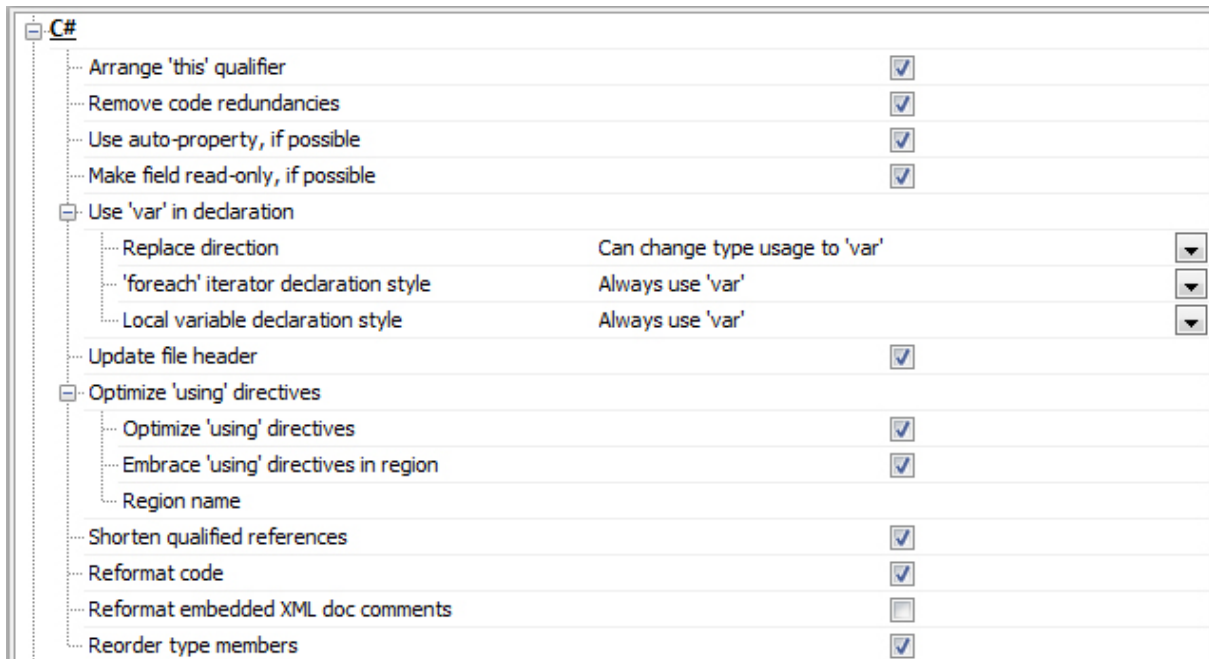 C#
Arrange 'this' qualifier
Remove code redundancies
Use auto-property, if possible
Make field read-only, if possible
Use 'var' in declaration
Replace direction Can change type usage to 'var'
'foreach' iterator declaration style Always use 'var'
Local variable declaration style Always use 'var'
Update file header
Optimize 'using' directives
Optimize 'using' directives
Embrace 'using' directives in region
Region name
Shorten qualified references
Reformat code
Reformat embedded XML doc comments
Reorder type members